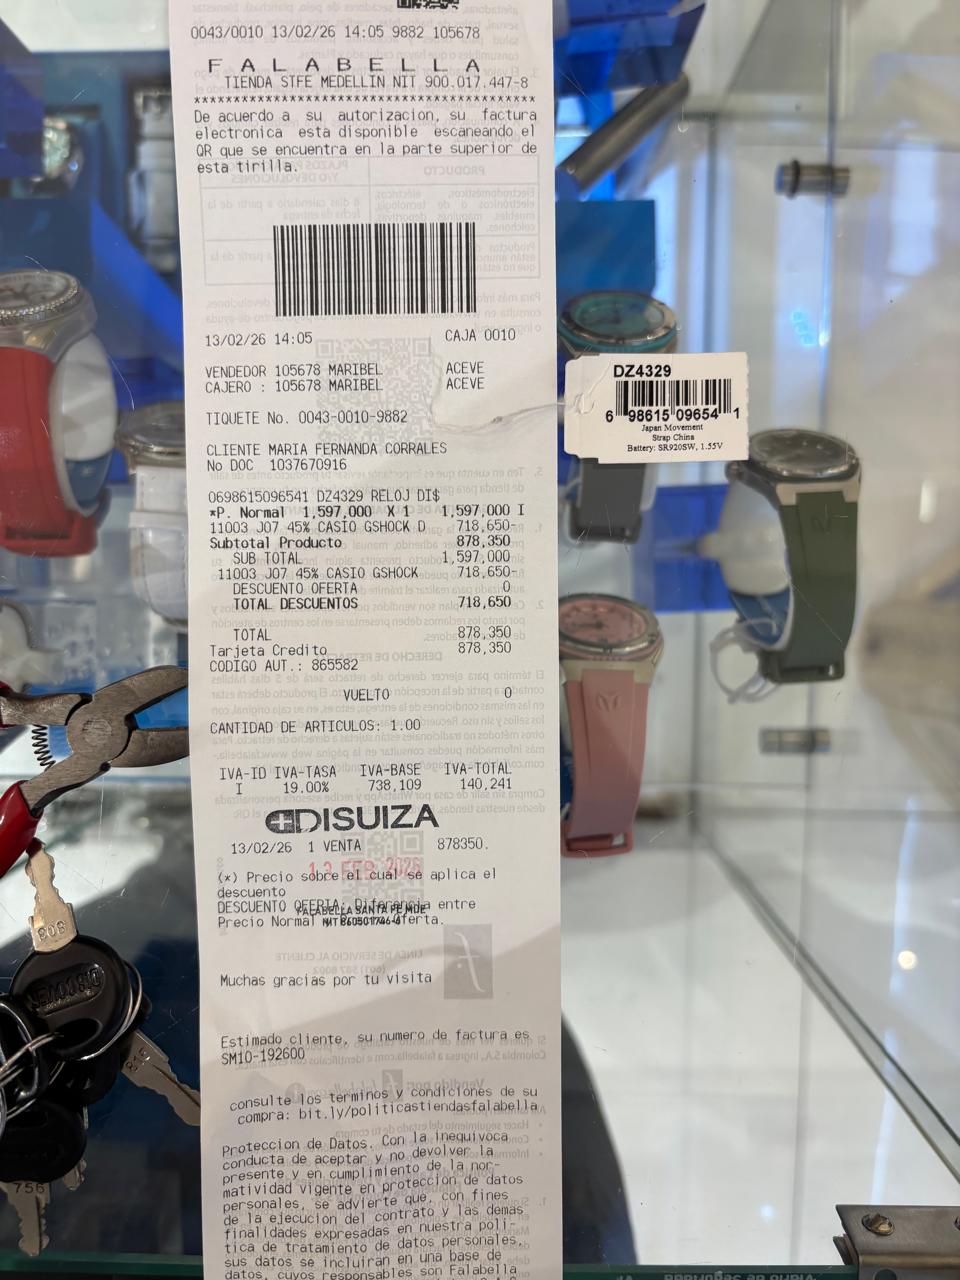 0043/0010 13/02/26 14:05 9882 105678
FALABELLA
TIENDA STFE MEDELLIN NIT 900.017.447-8
**************************************
De acuerdo a su autorizacion, su factura
electronica esta disponible escaneando el
QR que se encuentra en la parte superior de
esta tirilla.
13/02/26 14:05 CAJA 0010
VENDEDOR 105678 MARIBEL ACEVE
CAJERO : 105678 MARIBEL ACEVE
TIQUETE No. 0043-0010-9882
CLIENTE MARIA FERNANDA CORRALES
No DOC 1037670916
0698615096541 DZ4329 RELOJ DI$
*P. Normal 1,597,000 X 1 1,597,000 I
11003 J07 45% CASIO GSHOCK D 718,650-
Subtotal Producto 878,350
SUB TOTAL 1,597,000
11003 J07 45% CASIO GSHOCK 718,650-
DESCUENTO OFERTA 0
TOTAL DESCUENTOS 718,650
TOTAL 878,350
Tarjeta Credito 878,350
CODIGO AUT.: 865582
VUELTO 0
CANTIDAD DE ARTICULOS: 1.00
IVA-ID IVA-TASA IVA-BASE IVA-TOTAL
I 19.00% 738,109 140,241
DISUIZA
13/02/26 1 VENTA 878350.
13 FEB 2026
(*) Precio sobre el cual se aplica el
descuento
DESCUENTO OFERTA: Diferencia entre
FALABELLA SANTA FE MDE
Precio Normal y Precio Oferta.
Muchas gracias por tu visita
Estimado cliente, su numero de factura es
SM10-192600
consulte los terminos y condiciones de su
compra: bit.ly/politicastiendasfalabella
Proteccion de Datos. Con la inequivoca
conducta de aceptar y no devolver la
presente y en cumplimiento de la nor-
matividad vigente en proteccion de datos
personales, se advierte que, con fines
de la ejecucion del contrato y las demas
finalidades expresadas en nuestra poli-
tica de tratamiento de datos personales,
sus datos se incluiran en una base de
datos, cuyos responsables son Falabella
DZ4329
6 98615 09654 1
Japan Movement
Strap China
Battery: SR920SW, 1.55V
756